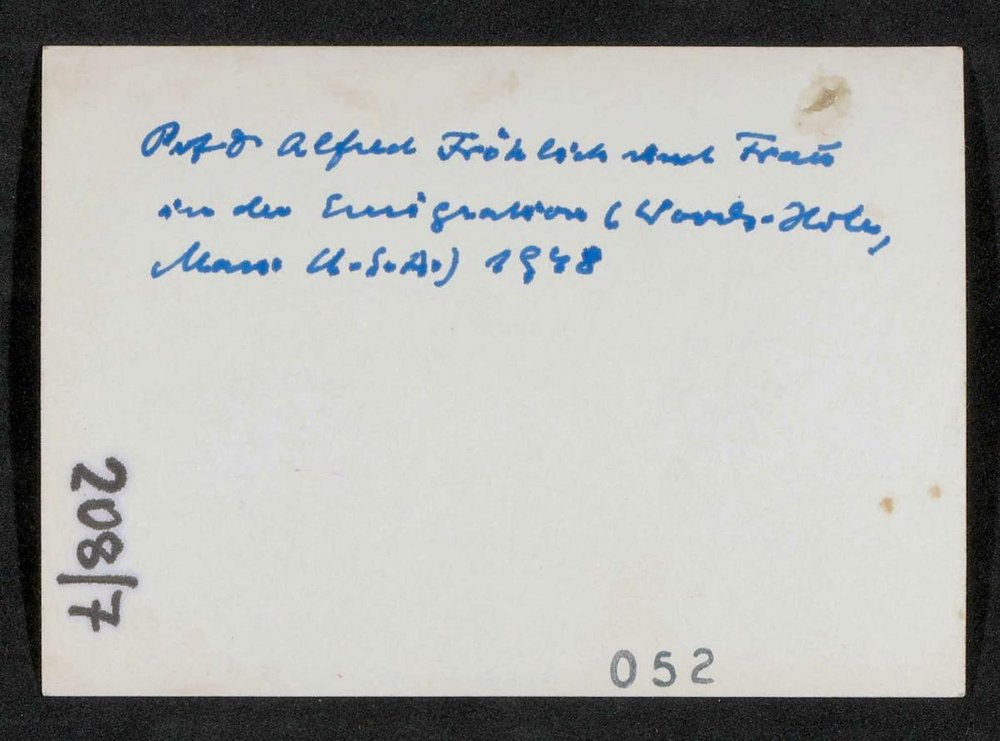 Prof. Dr Alfred Fröhlich und Frau
in der Emigration (Woods-Hole,
Mass. U.S.A.) 1948
208/7
052